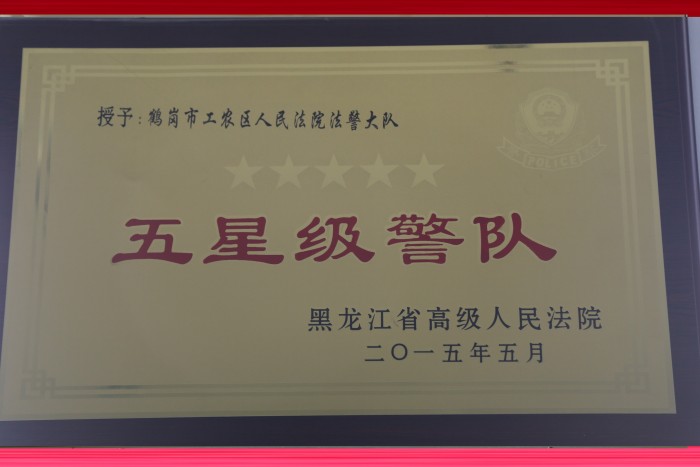 授予:鹤岗市工农区人民法院法警大队
POLICE
五星级警队
黑龙江省高级人民法院
二〇一五年五月